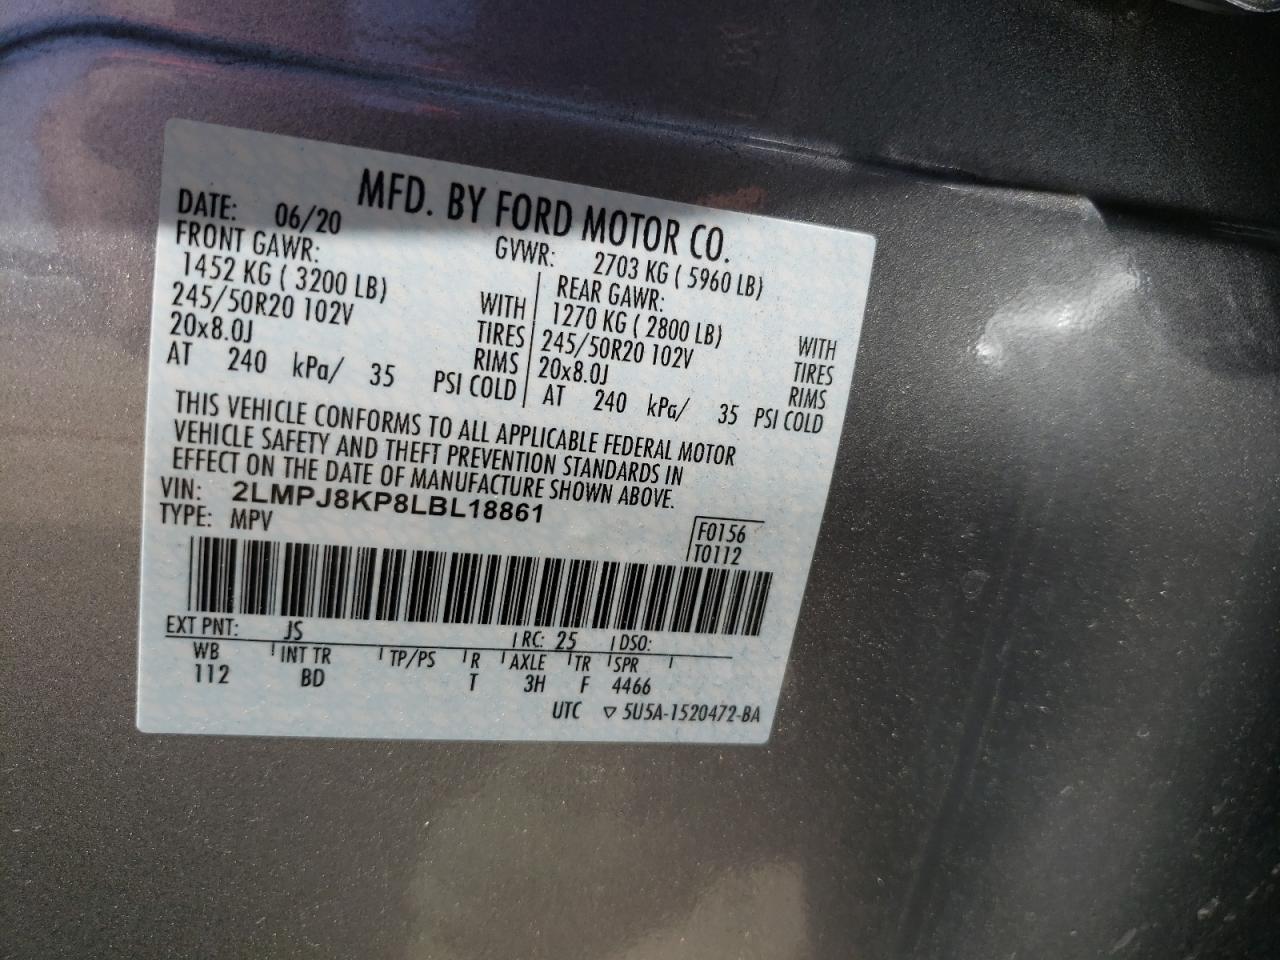 MFD. BY FORD MOTOR CO.
DATE: 06/20 GVWR: 2703 KG ( 5960 LB)
FRONT GAWR: REAR GAWR:
1452 KG ( 3200 LB) WITH 1270 KG ( 2800 LB) WITH
245/50R20 102V TIRES 245/50R20 102V TIRES
20x8.0J RIMS 20x8.0J RIMS
AT 240 kPa/ 35 PSI COLD AT 240 kPa/ 35 PSI COLD
THIS VEHICLE CONFORMS TO ALL APPLICABLE FEDERAL MOTOR
VEHICLE SAFETY AND THEFT PREVENTION STANDARDS IN
EFFECT ON THE DATE OF MANUFACTURE SHOWN ABOVE.
VIN: 2LMPJ8KP8LBL18861
TYPE: MPV
F0156
T0112
EXT PNT: JS RC: 25 DSO:
WB INT TR TP/PS R AXLE TR SPR
112 BD T 3H F 4466
UTC ▽ 5U5A-1520472-BA